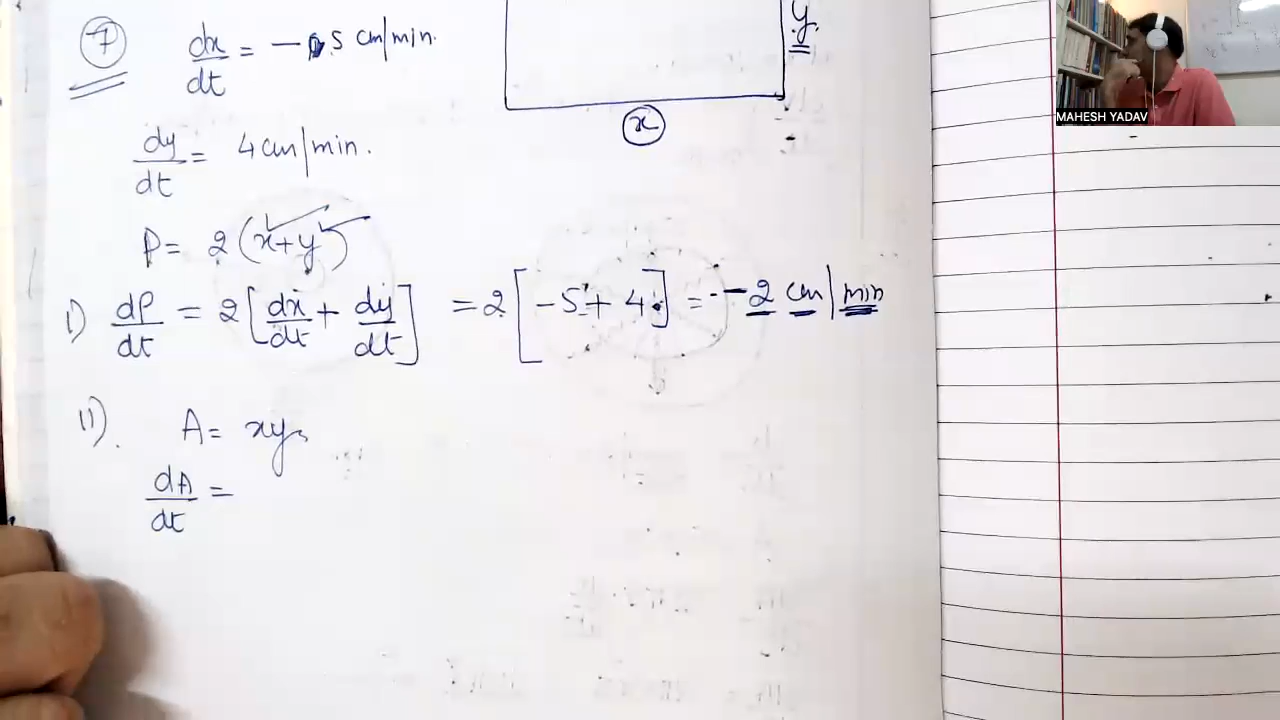 7 dx/dt = -5 cm/min.
y.
x
dy/dt = 4 cm/min.
P = 2(x+y)
i) dP/dt = 2[dx/dt + dy/dt] = 2[-5+4.] = -2 cm/min
ii). A = xy
dA/dt =
MAHESH YADAV